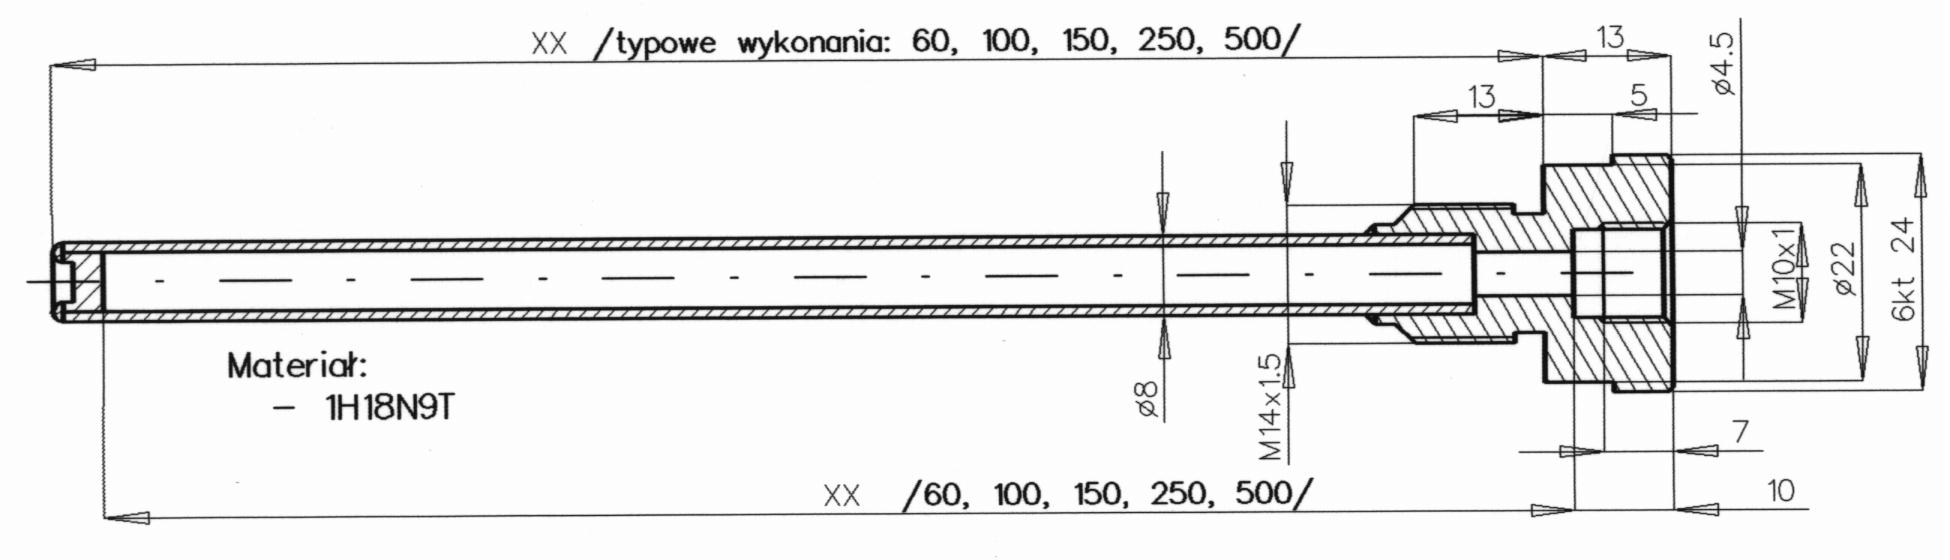 XX /typowe wykonania: 60, 100, 150, 250, 500/
13
ø4.5
13
5
M10x1
ø22
6kt 24
Materiał:
– 1H18N9T
ø8
M14x1.5
7
XX /60, 100, 150, 250, 500/
10